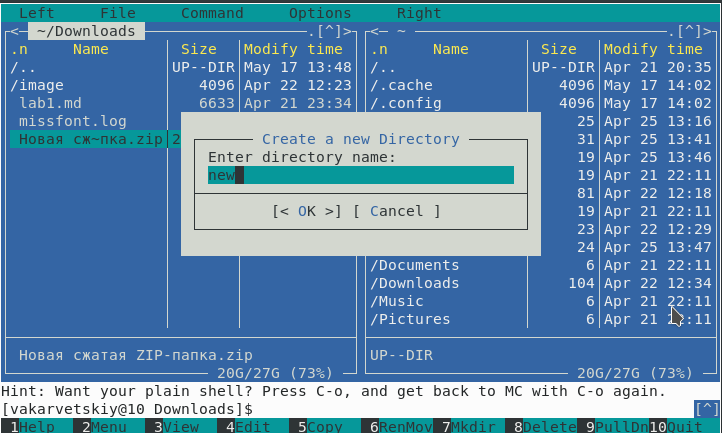 Left File Command Options Right
<─ ~/Downloads .[^]> <─ ~ .[^]>
.n Name Size Modify time .n Name Size Modify time
/.. UP--DIR May 17 13:48 /.. UP--DIR Apr 21 20:35
/image 4096 Apr 22 12:23 /.cache 4096 May 17 14:02
lab1.md 6633 Apr 21 23:34 /.config 4096 May 17 14:02
missfont.log 25 Apr 25 13:16
Новая сж~пка.zip 2 31 Apr 25 13:41
Create a new Directory
Enter directory name: 19 Apr 25 13:46
new 19 Apr 21 22:11
81 Apr 22 12:18
[< OK >] [ Cancel ] 19 Apr 21 22:11
23 Apr 22 12:29
24 Apr 25 13:47
/Documents 6 Apr 21 22:11
/Downloads 104 Apr 22 12:34
/Music 6 Apr 21 22:11
/Pictures 6 Apr 21 :11
Новая сжатая ZIP-папка.zip UP--DIR
20G/27G (73%) 20G/27G (73%)
Hint: Want your plain shell? Press C-o, and get back to MC with C-o again.
[vakarvetskiy@10 Downloads]$ [^]
1Help 2Menu 3View 4Edit 5Copy 6RenMov 7Mkdir 8Delete 9PullDn 10Quit